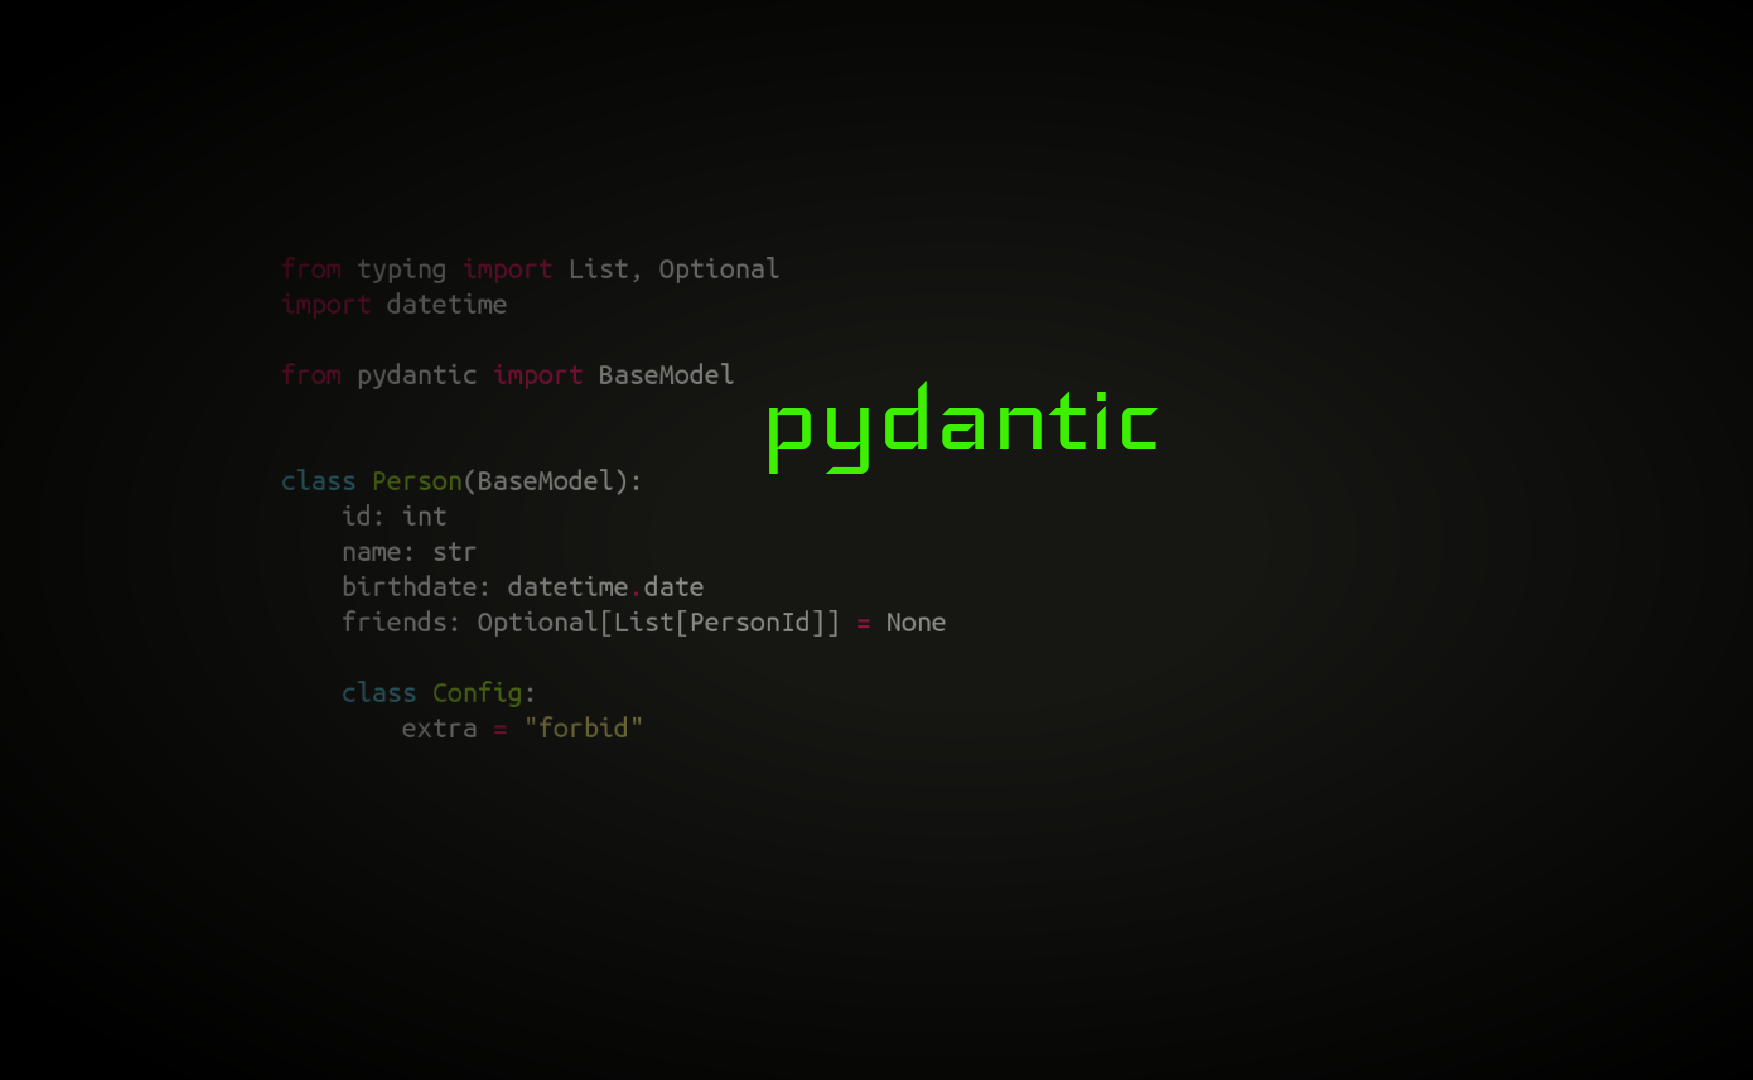 from typing import List, Optional
import datetime
from pydantic import BaseModel
pydantic
class Person(BaseModel):
    id: int
    name: str
    birthdate: datetime.date
    friends: Optional[List[PersonId]] = None
    class Config:
        extra = "forbid"